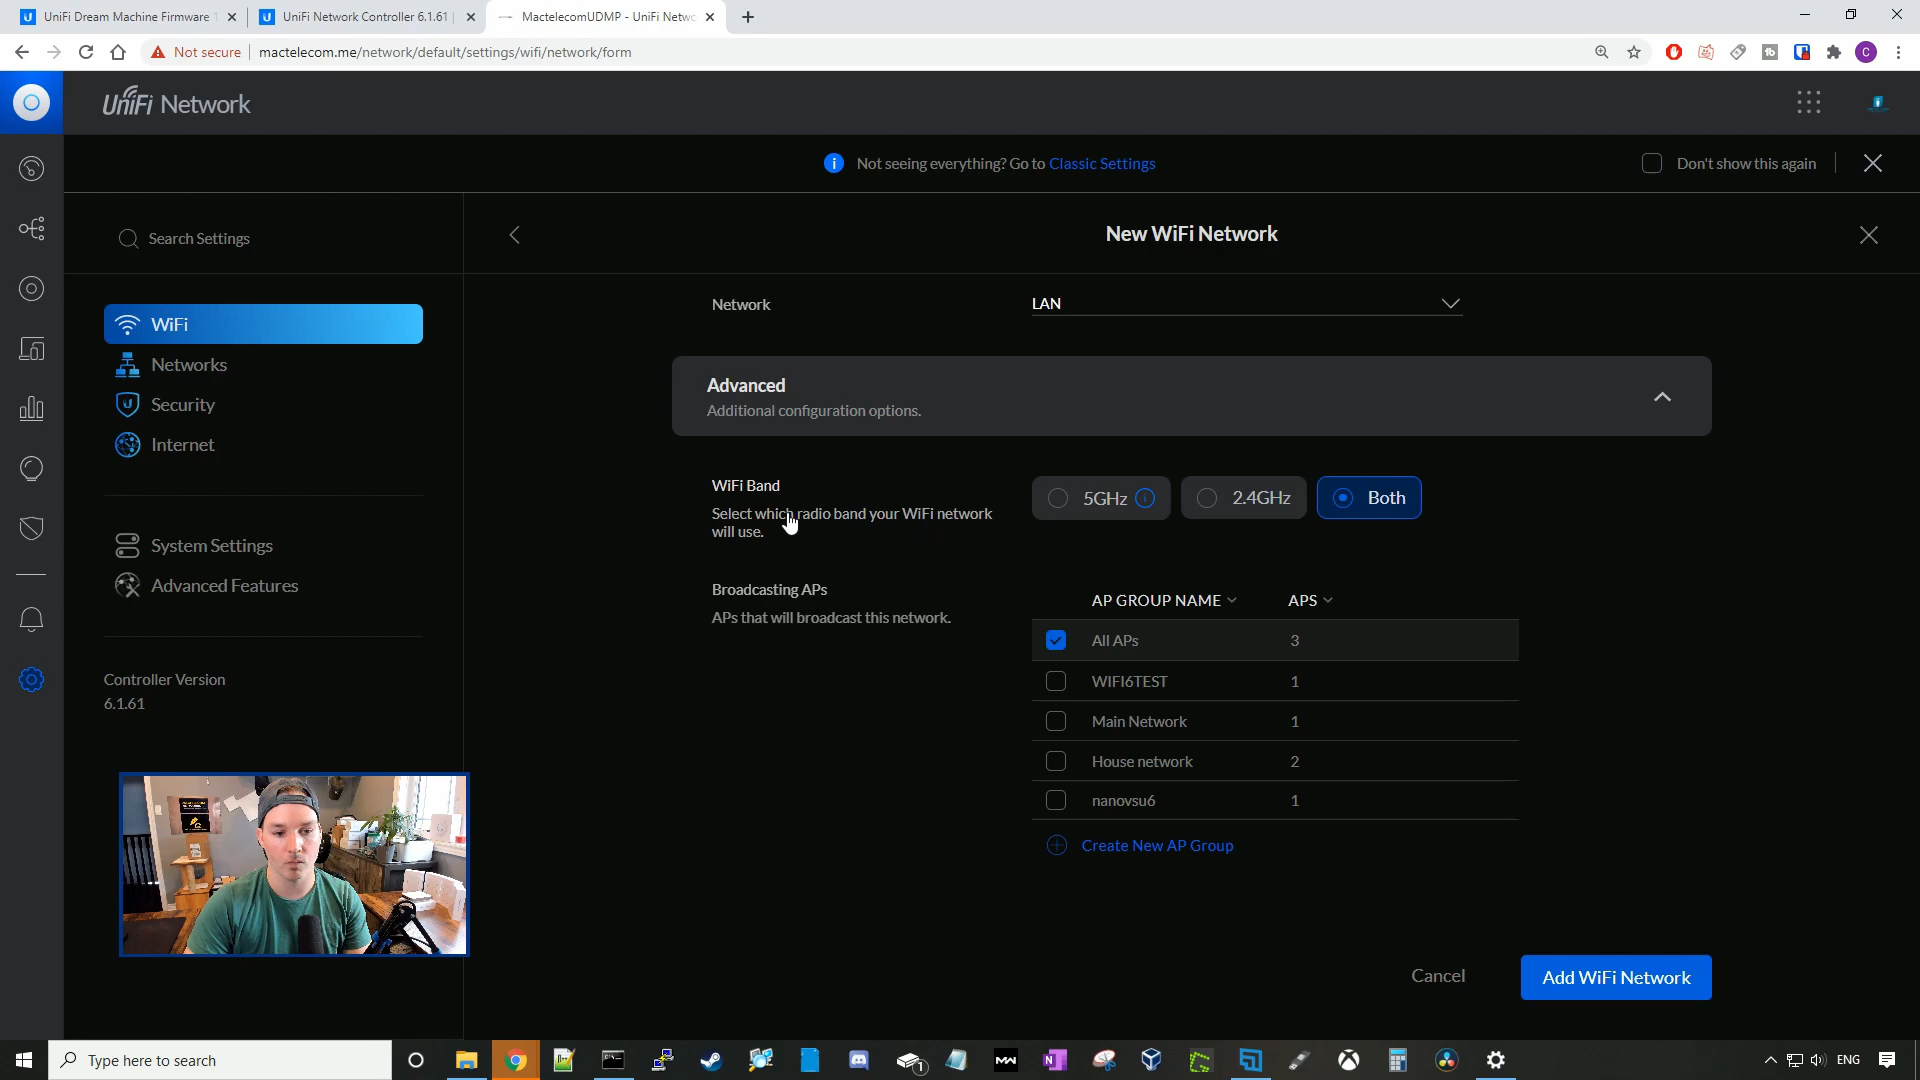 UniFi Dream Machine Firmware 1
UniFi Network Controller 6.1.61
MactelecomUDMP - UniFi Netwo
Not secure
mactelecom.me/network/default/settings/wifi/network/form
UniFi Network
Not seeing everything? Go to Classic Settings
Don't show this again
Search Settings
New WiFi Network
WiFi
Networks
Security
Internet
System Settings
Advanced Features
Controller Version
6.1.61
Network
LAN
Advanced
Additional configuration options.
WiFi Band
Select which radio band your WiFi network
will use.
5GHz
2.4GHz
Both
Broadcasting APs
APs that will broadcast this network.
AP GROUP NAME
APS
All APs
3
WIFI6TEST
1
Main Network
1
House network
2
nanovsu6
1
Create New AP Group
Cancel
Add WiFi Network
Type here to search
ENG